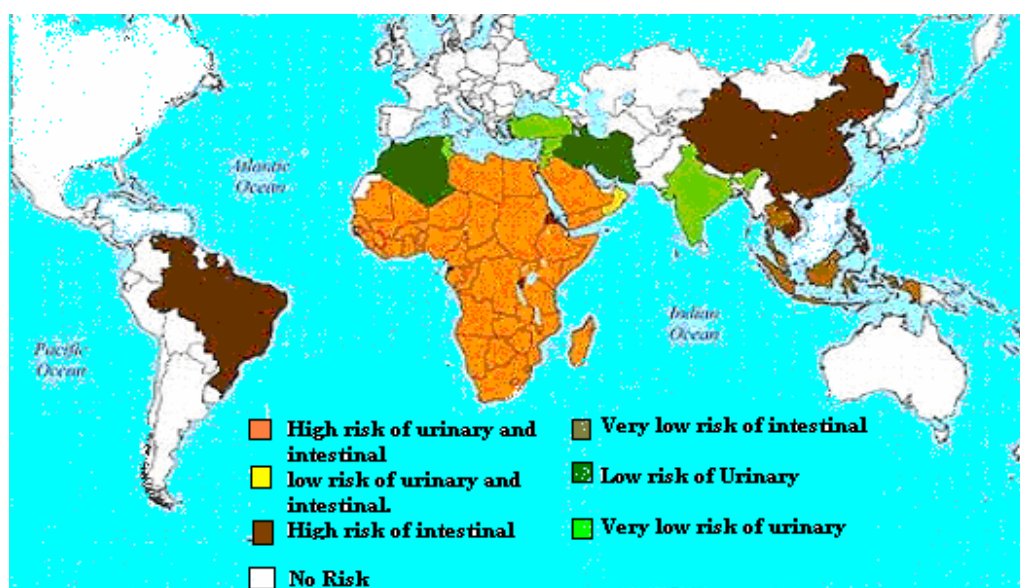 Atlantic
Ocean
Pacific
Ocean
Indian
Ocean
High risk of urinary and
intestinal
low risk of urinary and
intestinal.
High risk of intestinal
No Risk
Very low risk of intestinal
Low risk of Urinary
Very low risk of urinary